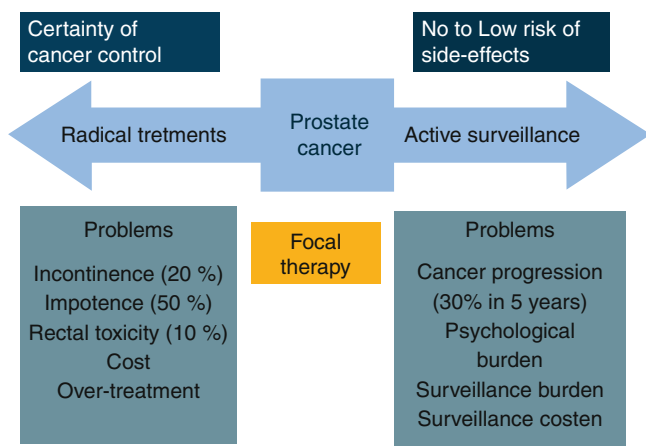 Certainty of
cancer control
No to Low risk of
side-effects
Radical tretments
Prostate
cancer
Active surveillance
Problems
Incontinence (20 %)
Impotence (50 %)
Rectal toxicity (10 %)
Cost
Over-treatment
Focal
therapy
Problems
Cancer progression
(30% in 5 years)
Psychological
burden
Surveillance burden
Surveillance costen